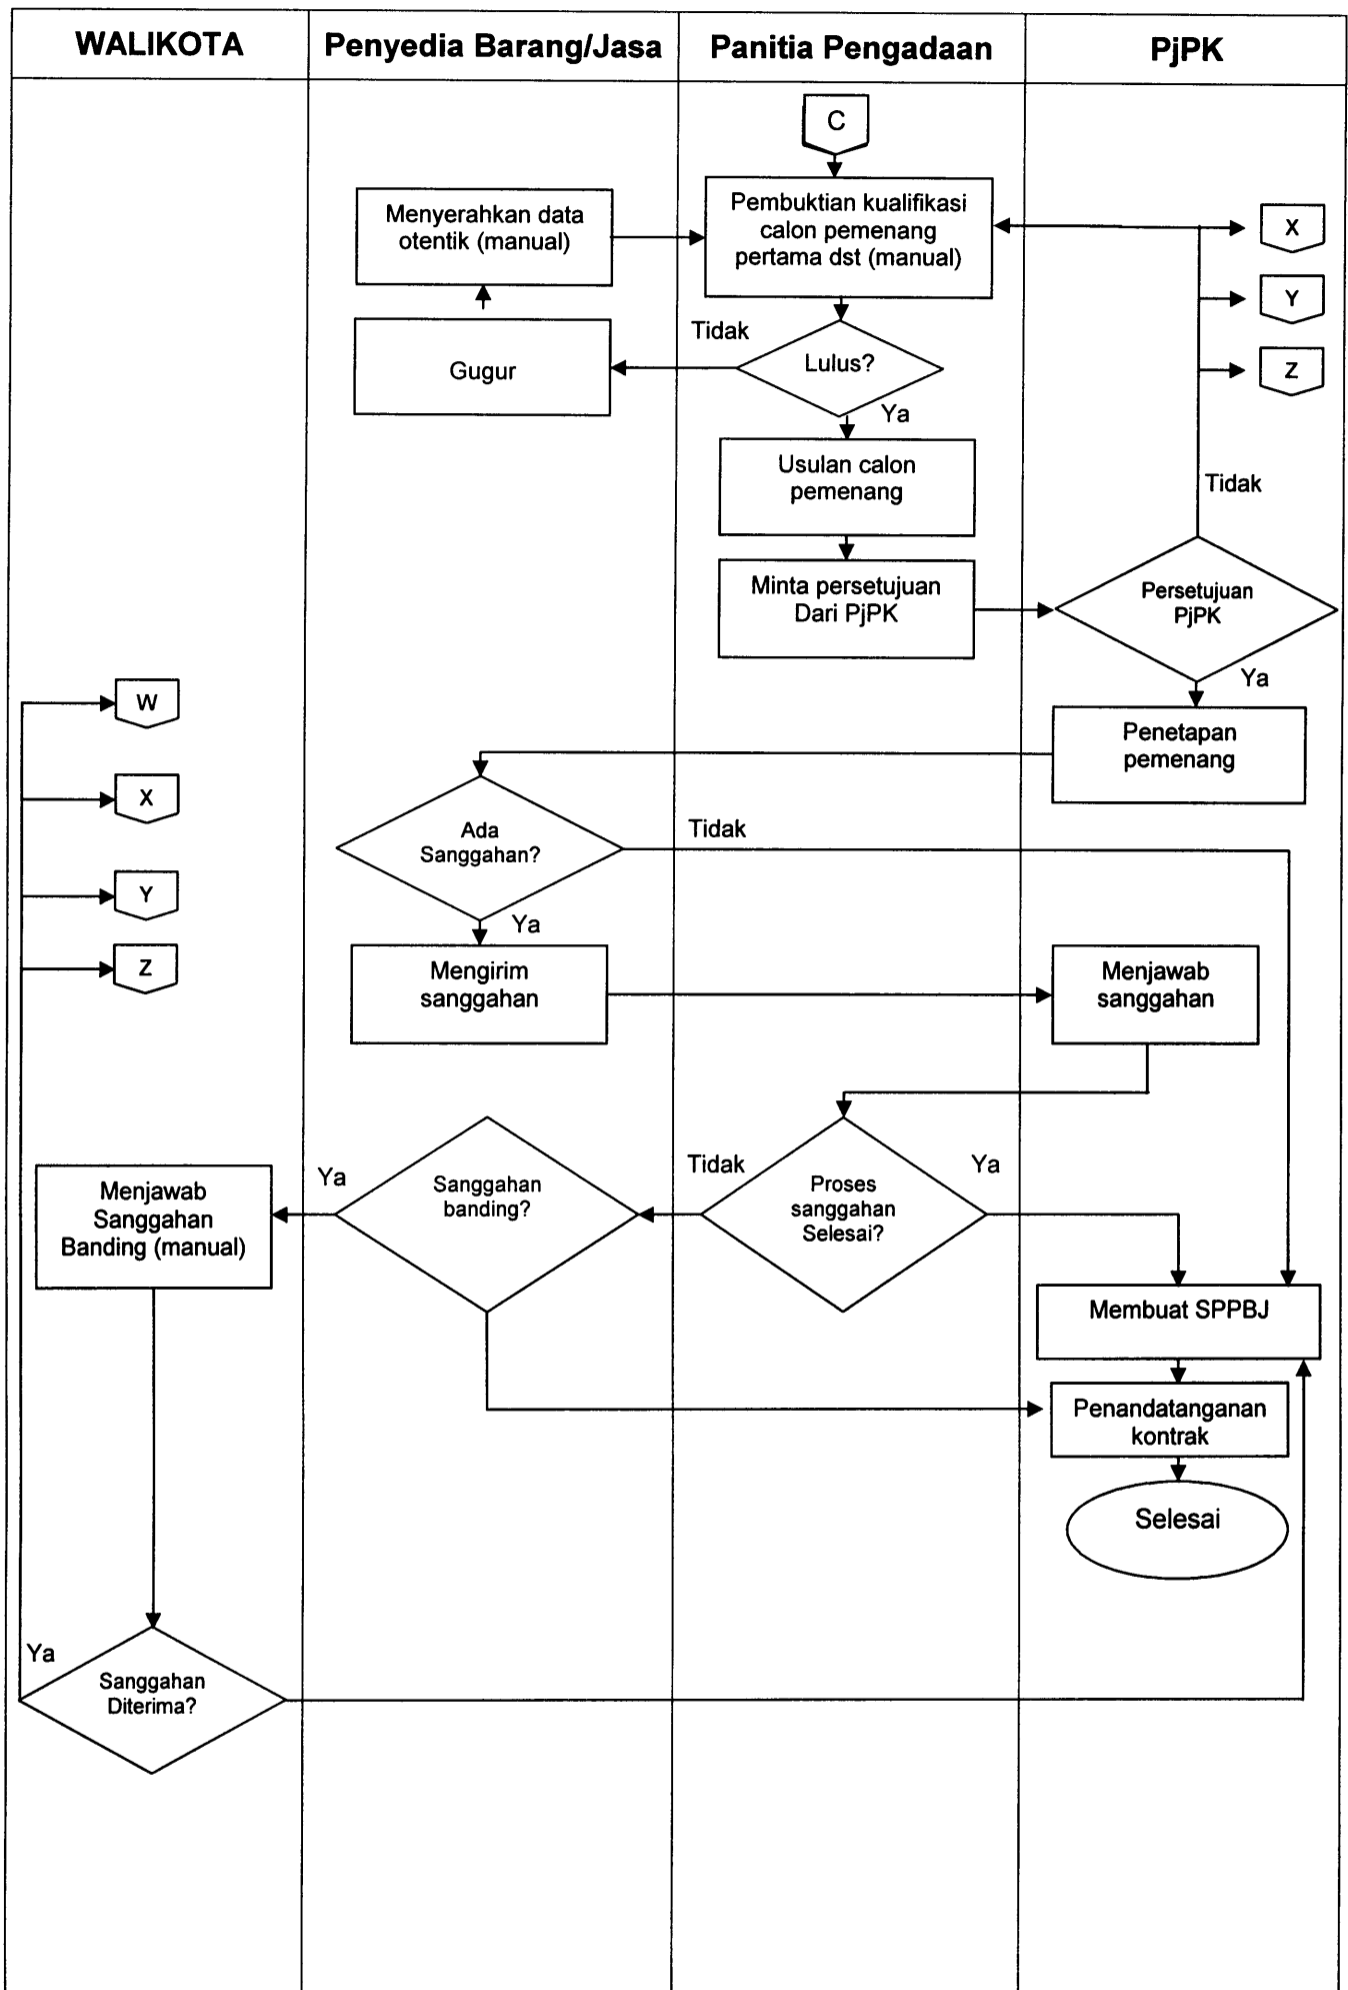 WALIKOTA
Penyedia Barang/Jasa
Panitia Pengadaan
PjPK
C
Menyerahkan data
otentik (manual)
Pembuktian kualifikasi
calon pemenang
pertama dst (manual)
X
Y
Z
Tidak
Gugur
Lulus?
Ya
Usulan calon
pemenang
Tidak
Minta persetujuan
Dari PjPK
Persetujuan
PjPK
Ya
W
X
Y
Z
Penetapan
pemenang
Ada
Sanggahan?
Tidak
Ya
Mengirim
sanggahan
Menjawab
sanggahan
Menjawab
Sanggahan
Banding (manual)
Ya
Sanggahan
banding?
Tidak
Proses
sanggahan
Selesai?
Ya
Membuat SPPBJ
Penandatanganan
kontrak
Selesai
Ya
Sanggahan
Diterima?